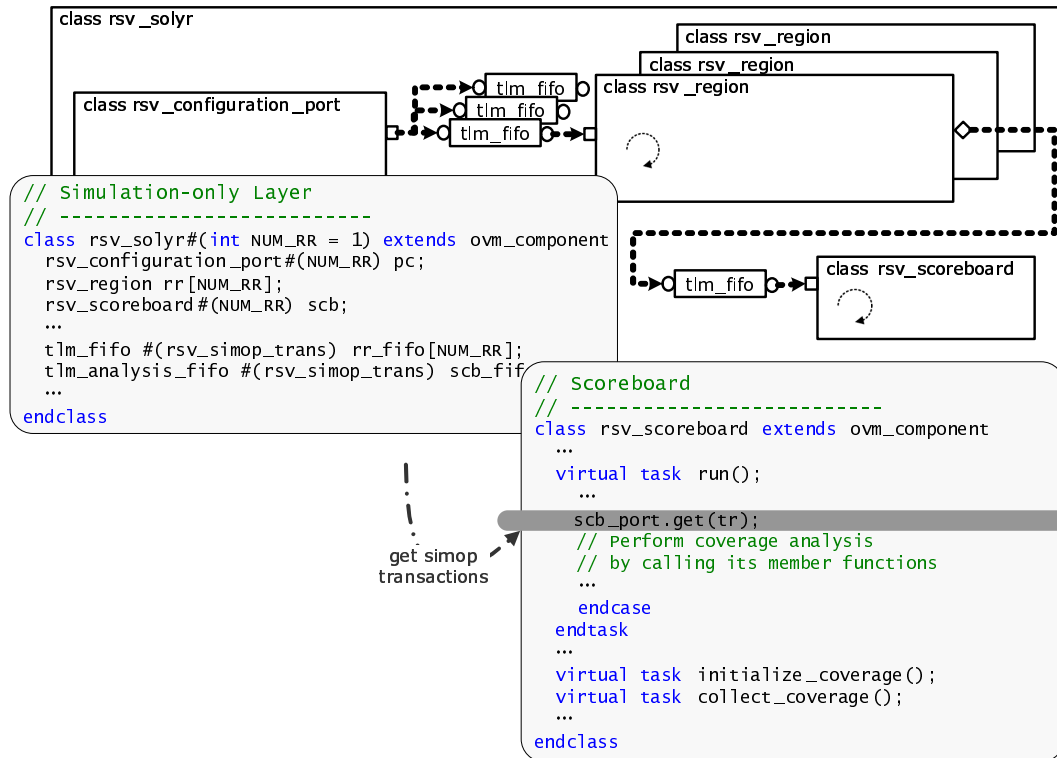 class rsv_solyr
class rsv_region
class rsv_region
class rsv_region
class rsv_configuration_port
tlm_fifo
tlm_fifo
tlm_fifo
// Simulation-only Layer
// --------------------------
class rsv_solyr#(int NUM_RR = 1) extends ovm_component
rsv_configuration_port#(NUM_RR) pc;
rsv_region rr[NUM_RR];
rsv_scoreboard#(NUM_RR) scb;
…
tlm_fifo #(rsv_simop_trans) rr_fifo[NUM_RR];
tlm_analysis_fifo #(rsv_simop_trans) scb_fif
…
endclass
tlm_fifo
class rsv_scoreboard
// Scoreboard
// --------------------------
class rsv_scoreboard extends ovm_component
…
virtual task run();
…
scb_port.get(tr);
// Perform coverage analysis
// by calling its member functions
…
endcase
endtask
…
virtual task initialize_coverage();
virtual task collect_coverage();
…
endclass
get simop
transactions